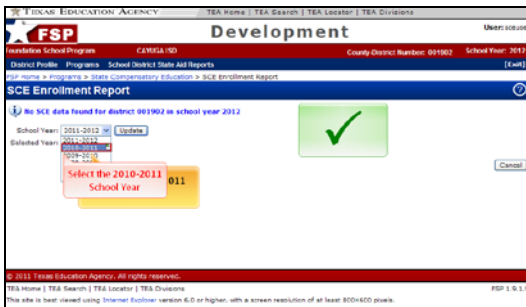 TEXAS EDUCATION AGENCY TEA Home | TEA Search | TEA Locator | TEA Divisions
FSP Development User:
Foundation School Program CAYUGA ISD County-District Number: 001902 School Year: 2012
District Profile Programs School District State Aid Reports [Exit]
FSP Home > Programs > State Compensatory Education > SCE Enrollment Report
SCE Enrollment Report ?
i No SCE data found for district 001902 in school year 2012
School Year: 2011-2012 Update
Selected Year: 2011-2012
2010-2011
2009-2010
Select the 2010-2011
School Year
011
Cancel
© 2011 Texas Education Agency. All rights reserved.
TEA Home | TEA Search | TEA Locator | TEA Divisions FSP 1.9.1.
This site is best viewed using Internet Explorer version 6.0 or higher, with a screen resolution of at least 800×600 pixels.